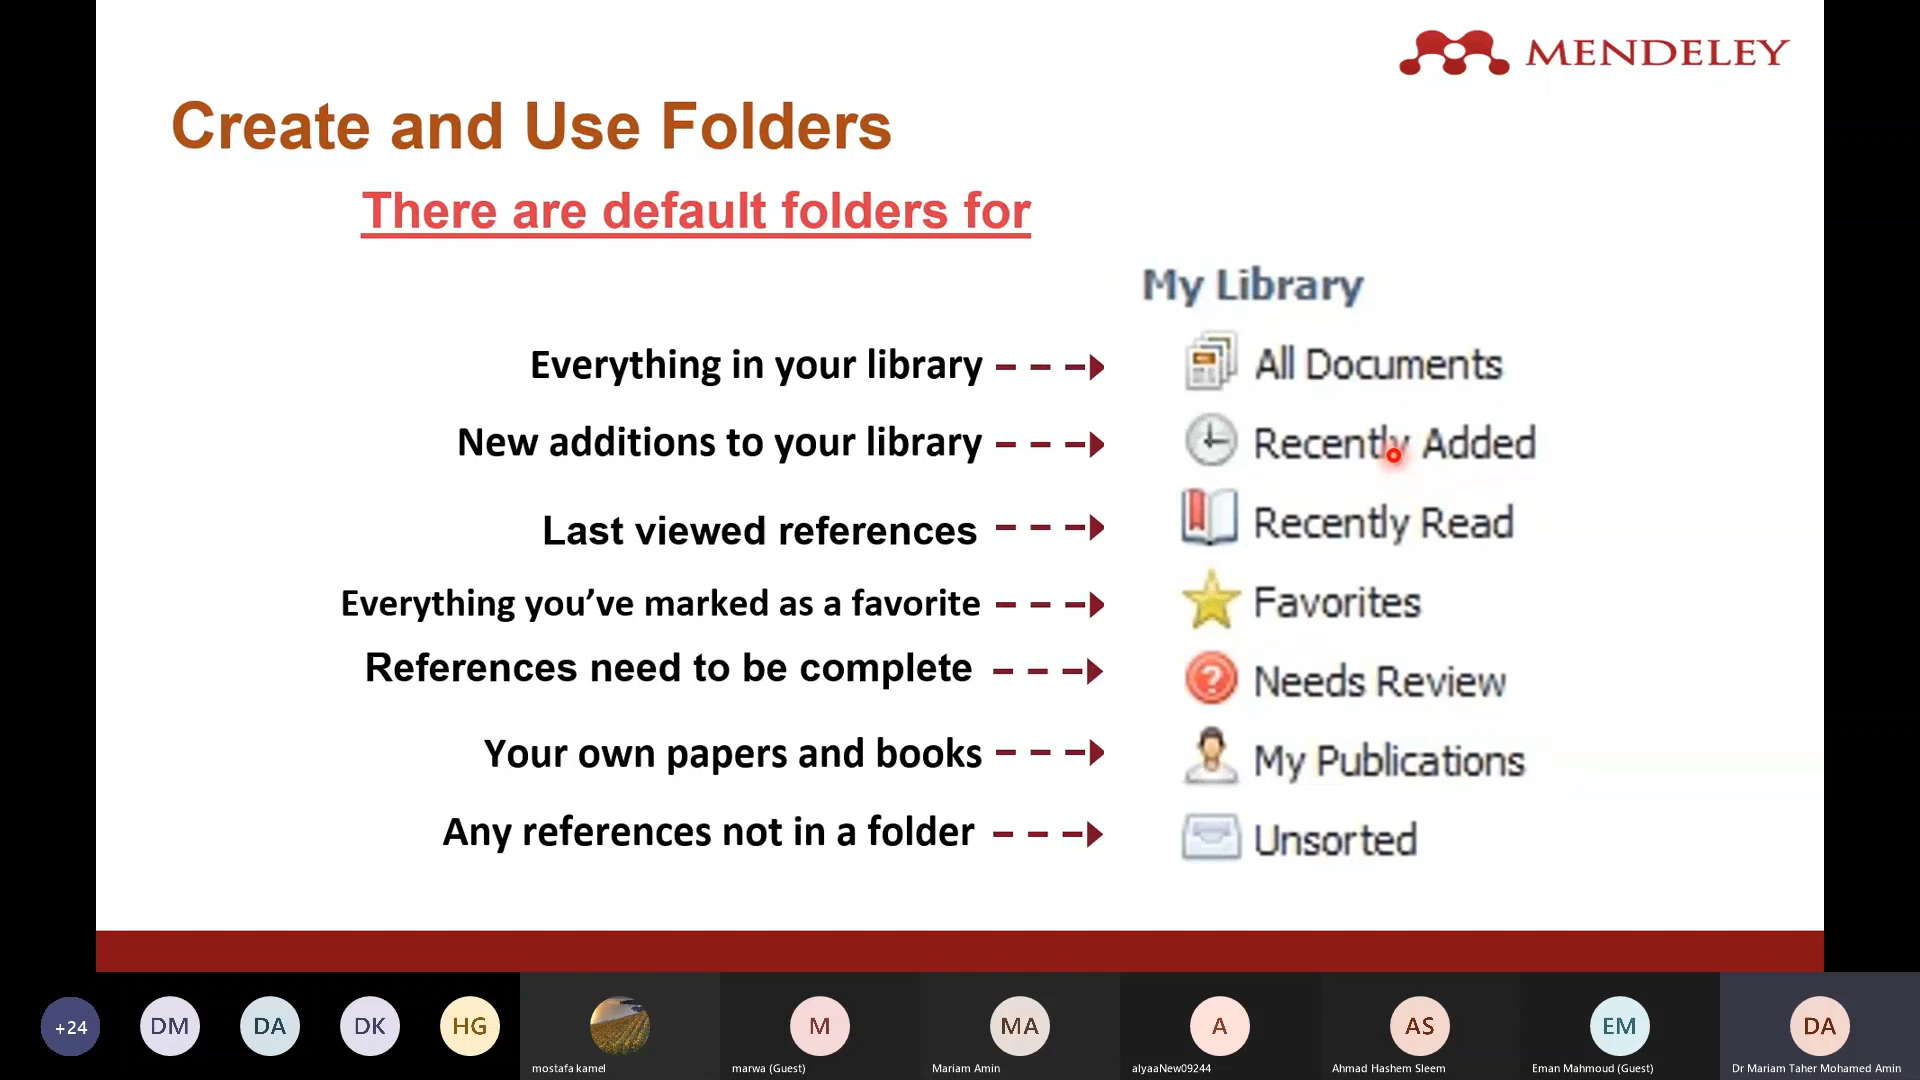 MENDELEY
Create and Use Folders
There are default folders for
My Library
Everything in your library
All Documents
New additions to your library
Recently Added
Last viewed references
Recently Read
Everything you’ve marked as a favorite
Favorites
References need to be complete
Needs Review
Your own papers and books
My Publications
Any references not in a folder
Unsorted
+24
DM
DA
DK
HG
mostafa kamel
M
marwa (Guest)
MA
Mariam Amin
A
alyaaNew09244
AS
Ahmad Hashem Sleem
EM
Eman Mahmoud (Guest)
DA
Dr Mariam Taher Mohamed Amin